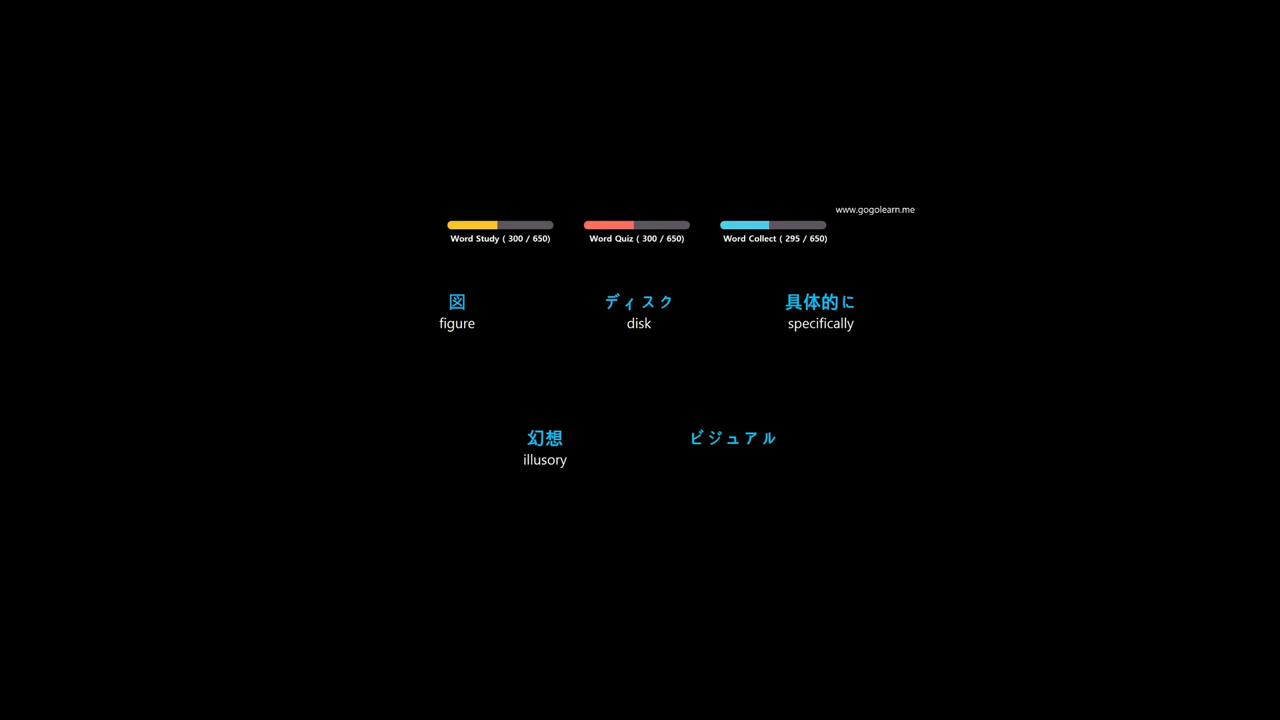 www.gogolearn.me
Word Study ( 300 / 650)
Word Quiz ( 300 / 650)
Word Collect ( 295 / 650)
図
figure
ディスク
disk
具体的に
specifically
幻想
illusory
ビジュアル